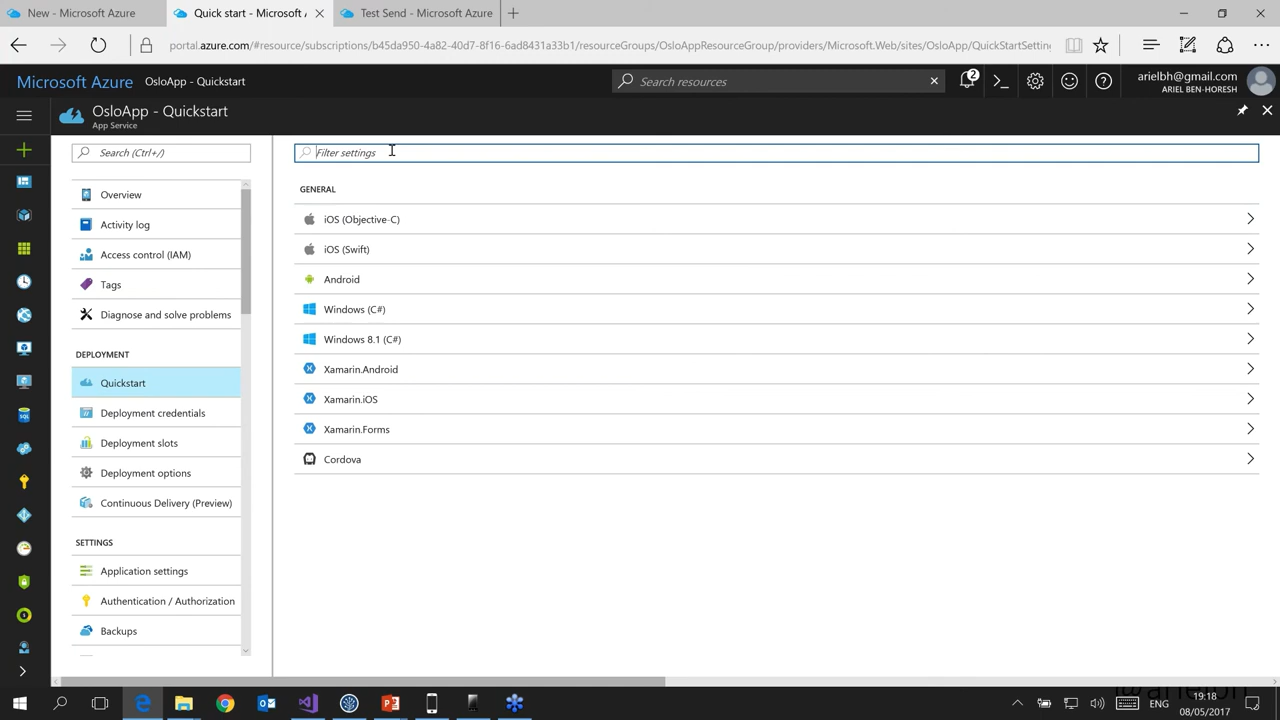 New - Microsoft Azure
Quick start - Microsoft A
Test Send - Microsoft Azure
portal.azure.com/#resource/subscriptions/b45da950-4a82-40d7-8f16-6ad8431a33b1/resourceGroups/OsloAppResourceGroup/providers/Microsoft.Web/sites/OsloApp/QuickStartSetting
Microsoft Azure
OsloApp - Quickstart
Search resources
2
arielbh@gmail.com
ARIEL BEN-HORESH
OsloApp - Quickstart
App Service
Search (Ctrl+/)
Overview
Activity log
Access control (IAM)
Tags
Diagnose and solve problems
DEPLOYMENT
Quickstart
Deployment credentials
Deployment slots
Deployment options
Continuous Delivery (Preview)
SETTINGS
Application settings
Authentication / Authorization
Backups
Filter settings
GENERAL
iOS (Objective-C)
iOS (Swift)
Android
Windows (C#)
Windows 8.1 (C#)
Xamarin.Android
Xamarin.iOS
Xamarin.Forms
Cordova
ENG
19:18
08/05/2017